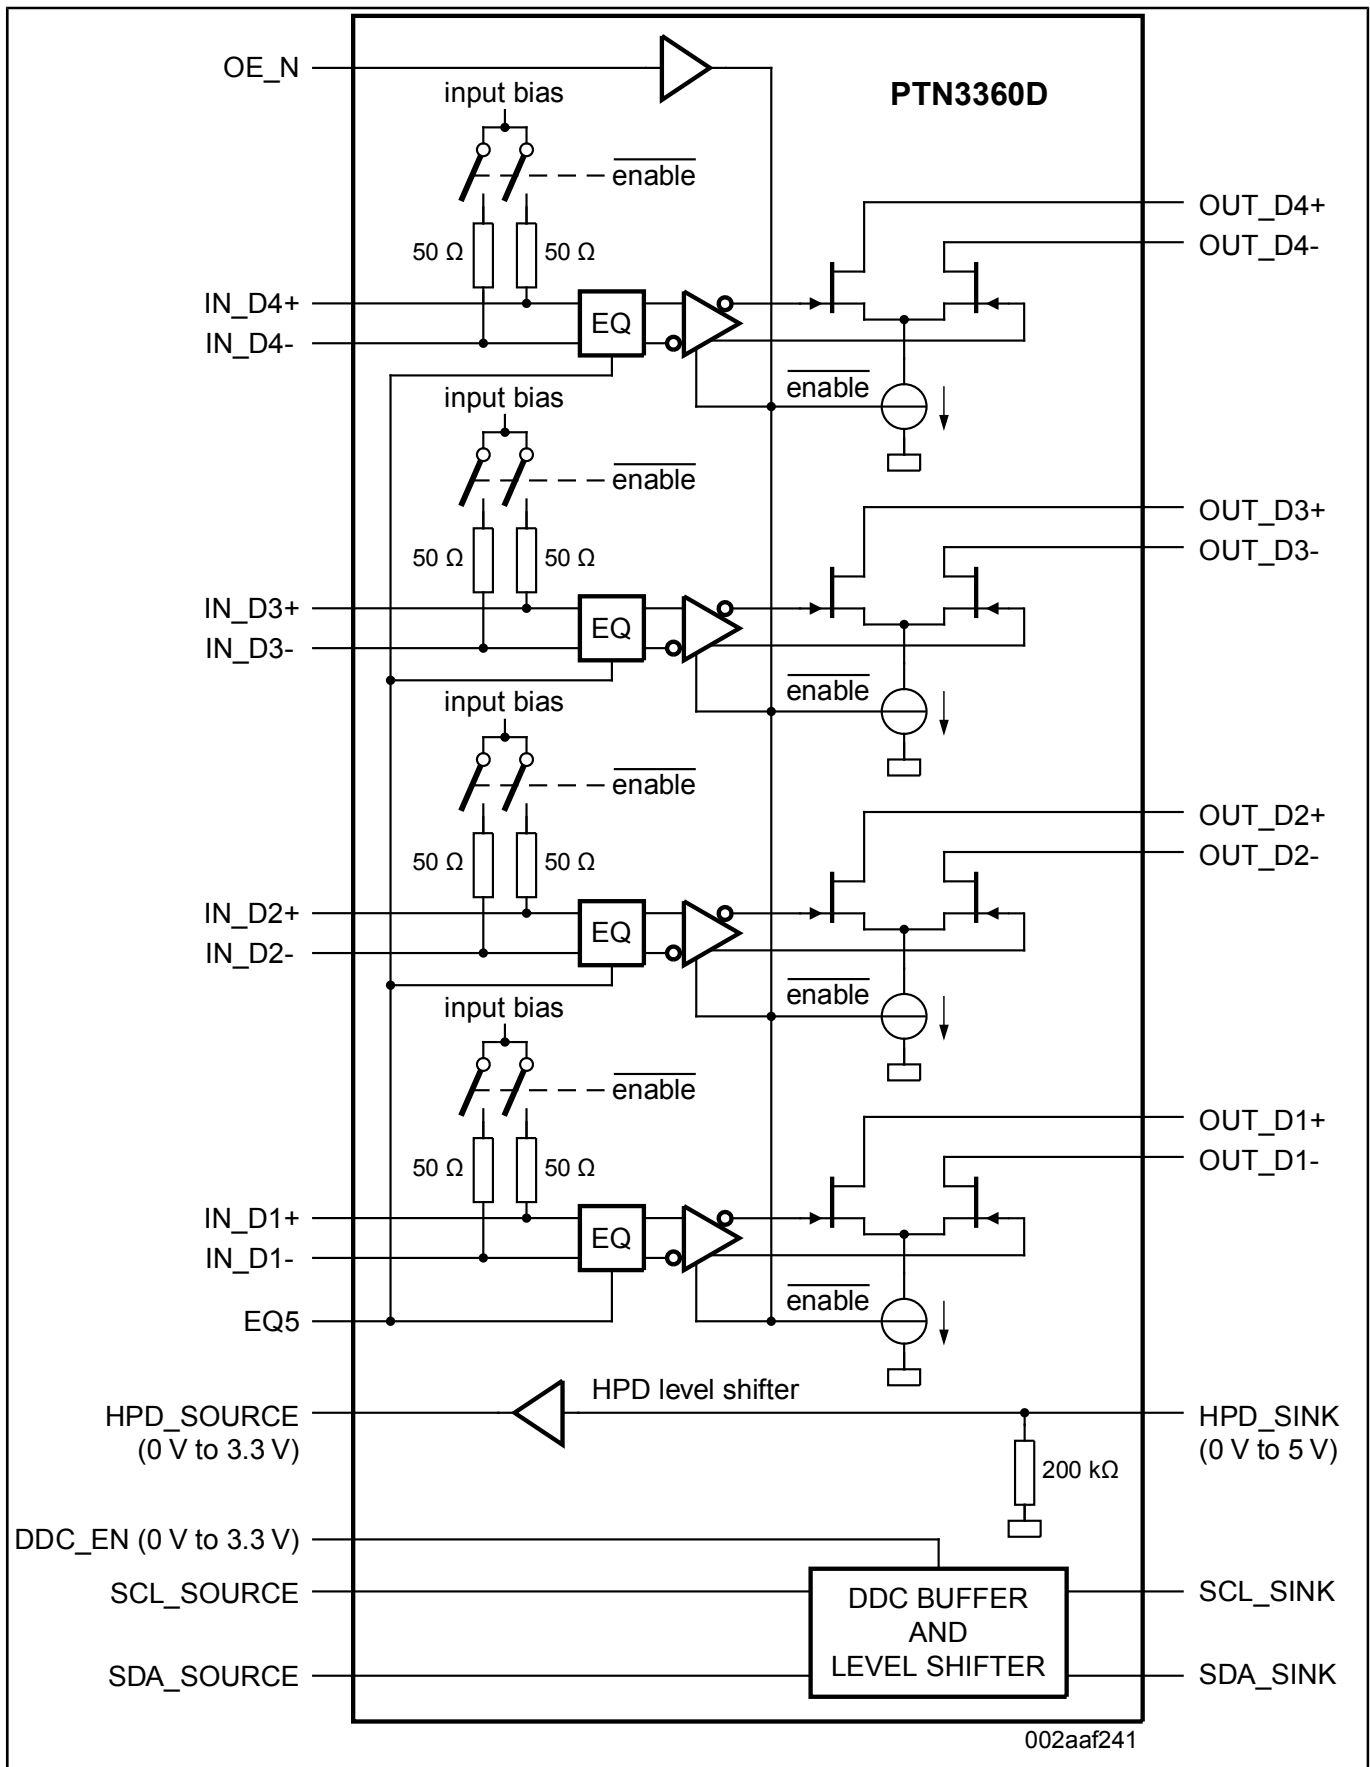 OE_N
PTN3360D
input bias
enable
OUT_D4+
OUT_D4-
50 Ω
50 Ω
IN_D4+
IN_D4-
EQ
enable
input bias
enable
OUT_D3+
OUT_D3-
50 Ω
50 Ω
IN_D3+
IN_D3-
EQ
enable
input bias
enable
OUT_D2+
OUT_D2-
50 Ω
50 Ω
IN_D2+
IN_D2-
EQ
enable
input bias
enable
OUT_D1+
OUT_D1-
50 Ω
50 Ω
IN_D1+
IN_D1-
EQ
enable
EQ5
HPD level shifter
HPD_SOURCE
(0 V to 3.3 V)
HPD_SINK
(0 V to 5 V)
200 kΩ
DDC_EN (0 V to 3.3 V)
SCL_SOURCE
DDC BUFFER
AND
LEVEL SHIFTER
SCL_SINK
SDA_SOURCE
SDA_SINK
002aaf241